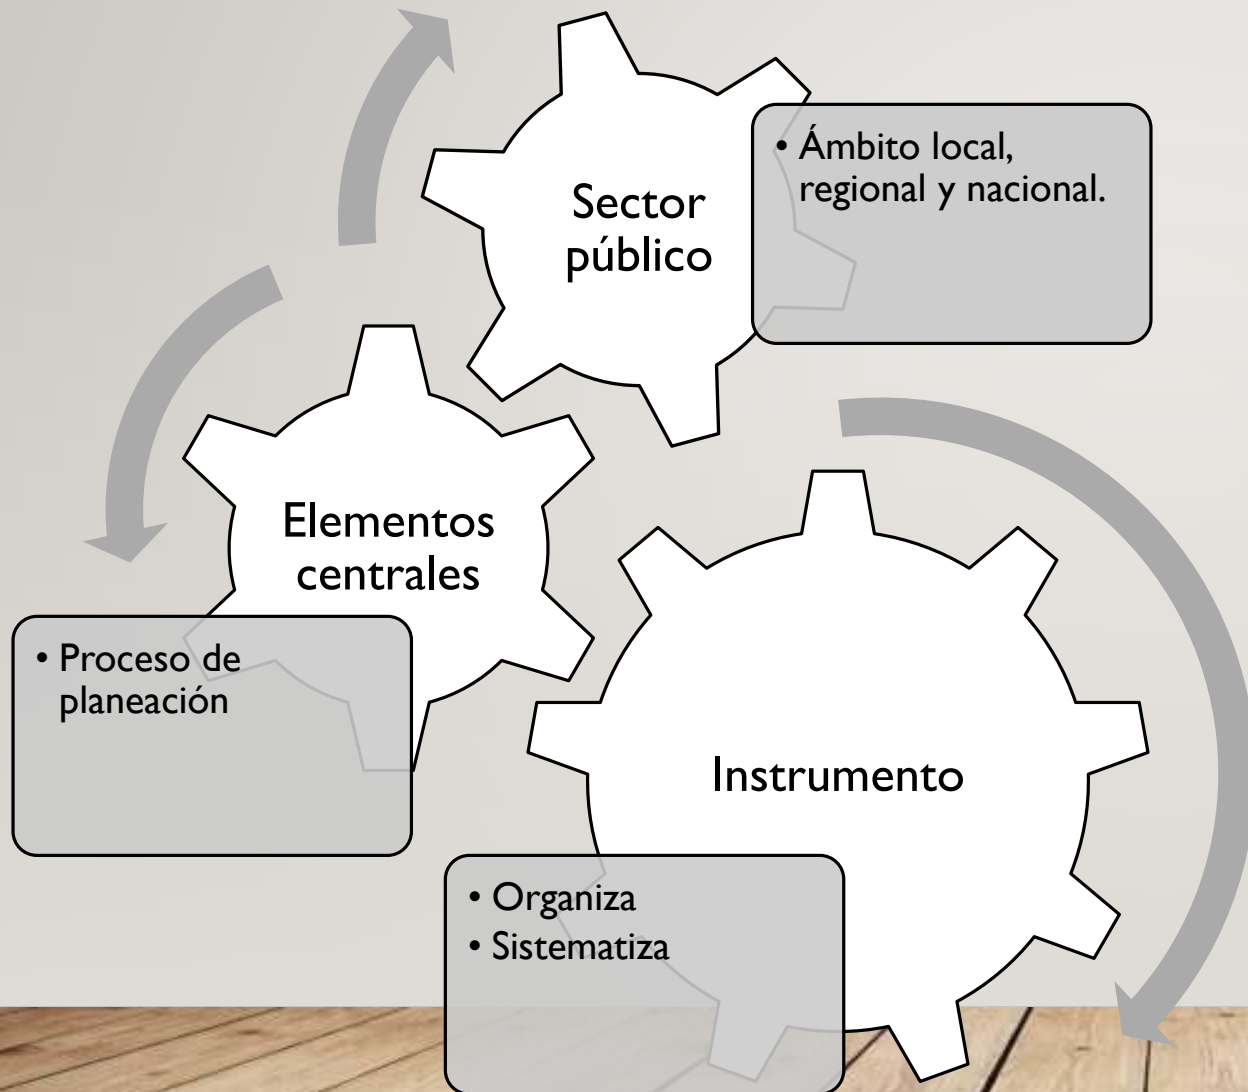 Sector
público
• Ámbito local,
regional y nacional.
Elementos
centrales
• Proceso de
planeación
Instrumento
• Organiza
• Sistematiza